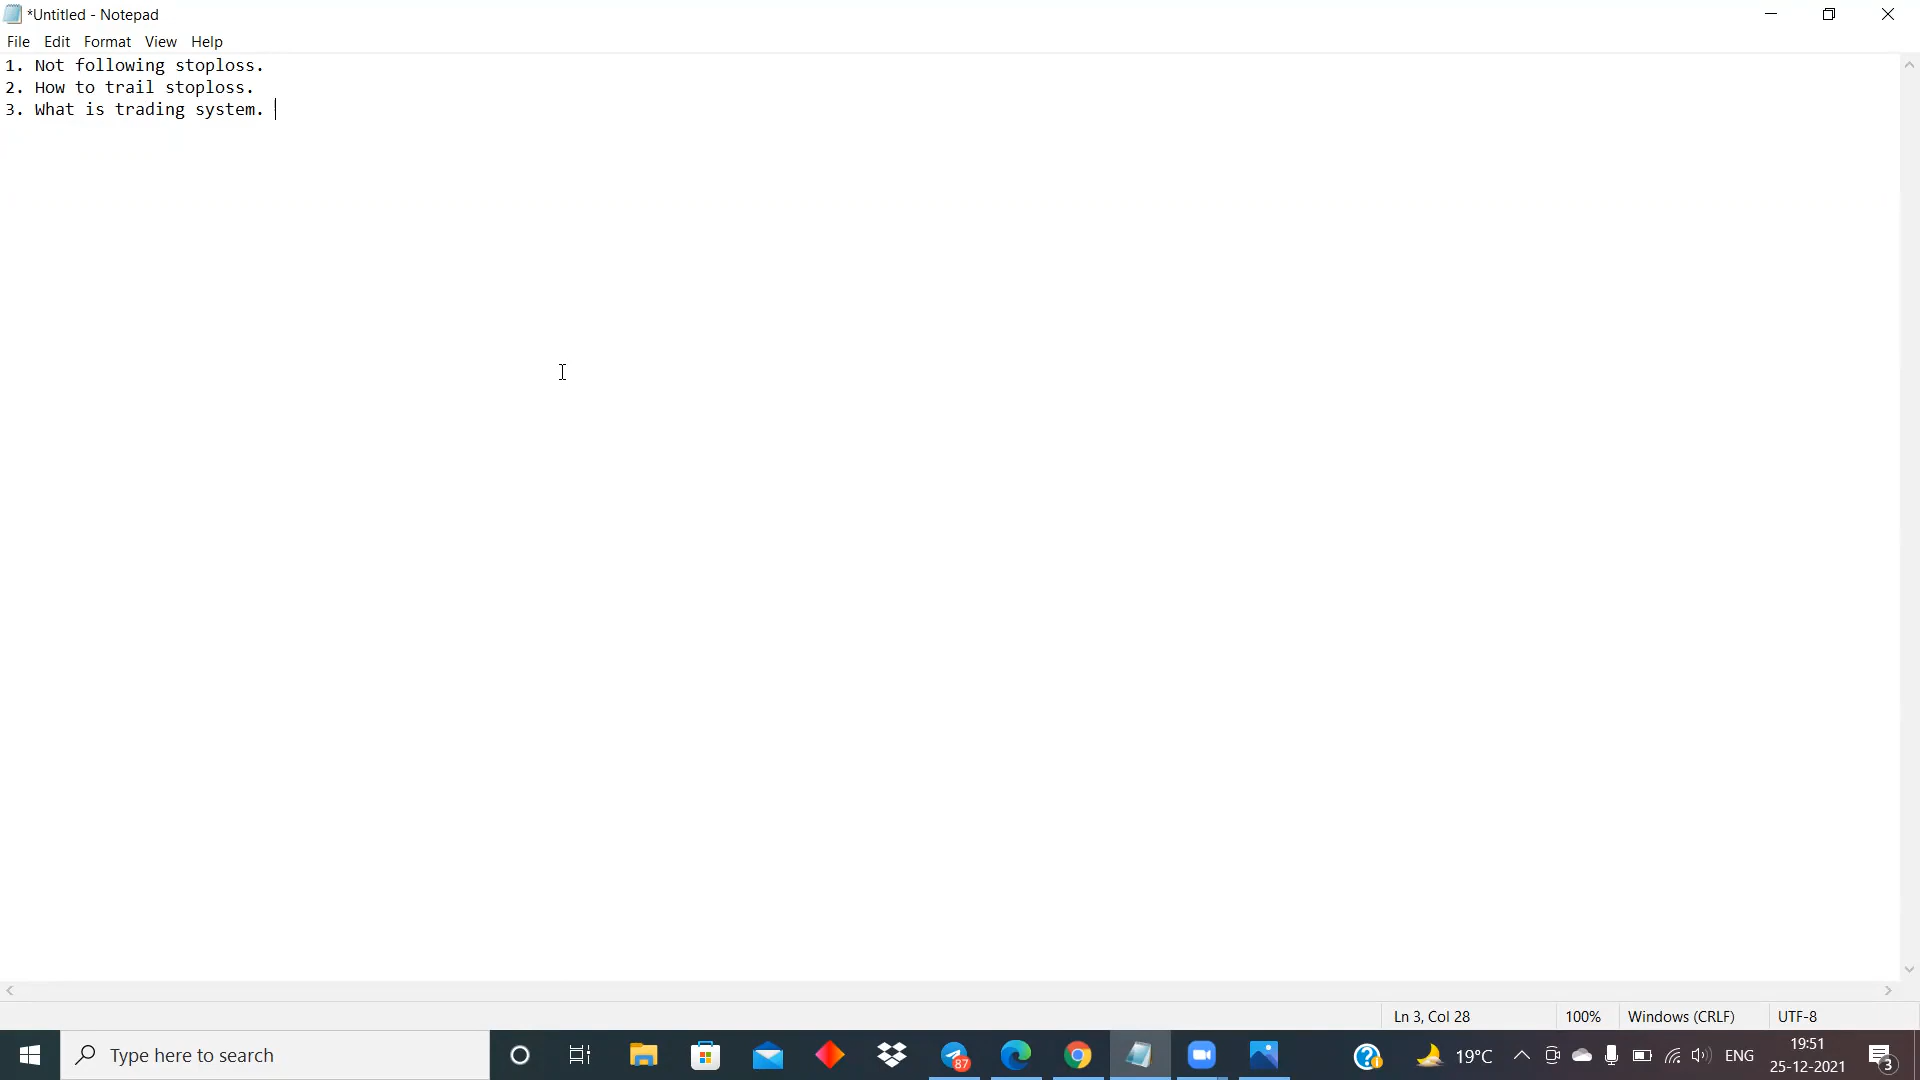 *Untitled - Notepad
File Edit Format View Help
1. Not following stoploss.
2. How to trail stoploss.
3. What is trading system.
Ln 3, Col 28 100% Windows (CRLF) UTF-8
Type here to search 87 19°C ENG 19:51 3
25-12-2021